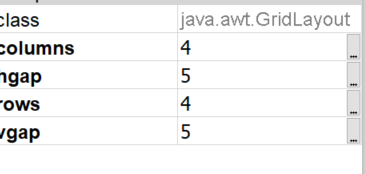 class java.awt.GridLayout
columns 4 ...
hgap 5 ...
rows 4 ...
vgap 5 ...